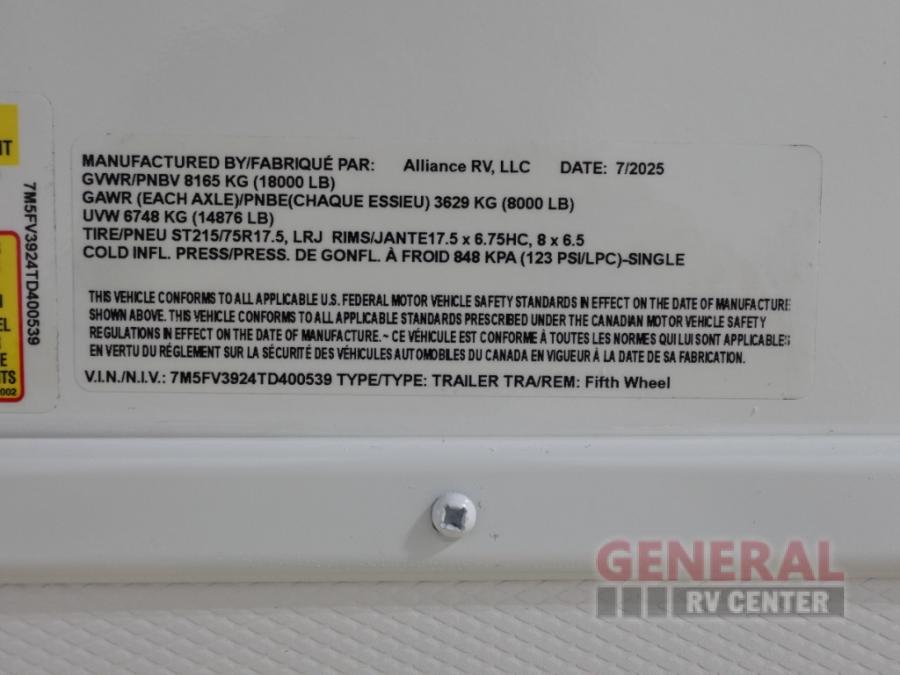 MANUFACTURED BY/FABRIQUÉ PAR: Alliance RV, LLC DATE: 7/2025
GVWR/PNBV 8165 KG (18000 LB)
GAWR (EACH AXLE)/PNBE(CHAQUE ESSIEU) 3629 KG (8000 LB)
UVW 6748 KG (14876 LB)
TIRE/PNEU ST215/75R17.5, LRJ RIMS/JANTE17.5 x 6.75HC, 8 x 6.5
COLD INFL. PRESS/PRESS. DE GONFL. À FROID 848 KPA (123 PSI/LPC)-SINGLE
THIS VEHICLE CONFORMS TO ALL APPLICABLE U.S. FEDERAL MOTOR VEHICLE SAFETY STANDARDS IN EFFECT ON THE DATE OF MANUFACTURE
SHOWN ABOVE. THIS VEHICLE CONFORMS TO ALL APPLICABLE STANDARDS PRESCRIBED UNDER THE CANADIAN MOTOR VEHICLE SAFETY
REGULATIONS IN EFFECT ON THE DATE OF MANUFACTURE. ~ CE VÉHICULE EST CONFORME À TOUTES LES NORMES QUI LUI SONT APPLICABLES
EN VERTU DU RÉGLEMENT SUR LA SÉCURITÉ DES VÉHICULES AUTOMOBILES DU CANADA EN VIGUEUR À LA DATE DE SA FABRICATION.
V.I.N./N.I.V.: 7M5FV3924TD400539 TYPE/TYPE: TRAILER TRA/REM: Fifth Wheel
7M5FV3924TD400539
GENERAL
RV CENTER